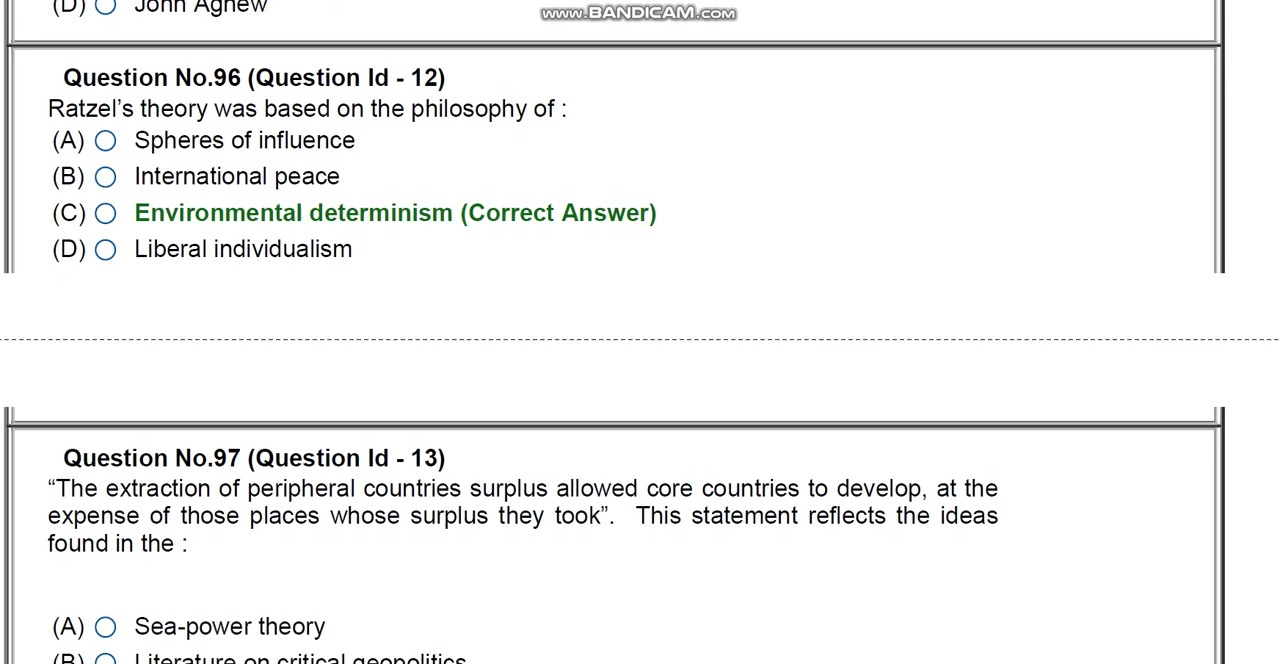 (D) John Agnew
www.BANDICAM.com
Question No.96 (Question Id - 12)
Ratzel’s theory was based on the philosophy of :
(A) Spheres of influence
(B) International peace
(C) Environmental determinism (Correct Answer)
(D) Liberal individualism
Question No.97 (Question Id - 13)
“The extraction of peripheral countries surplus allowed core countries to develop, at the
expense of those places whose surplus they took”. This statement reflects the ideas
found in the :
(A) Sea-power theory
(B) Literature on critical geopolitics